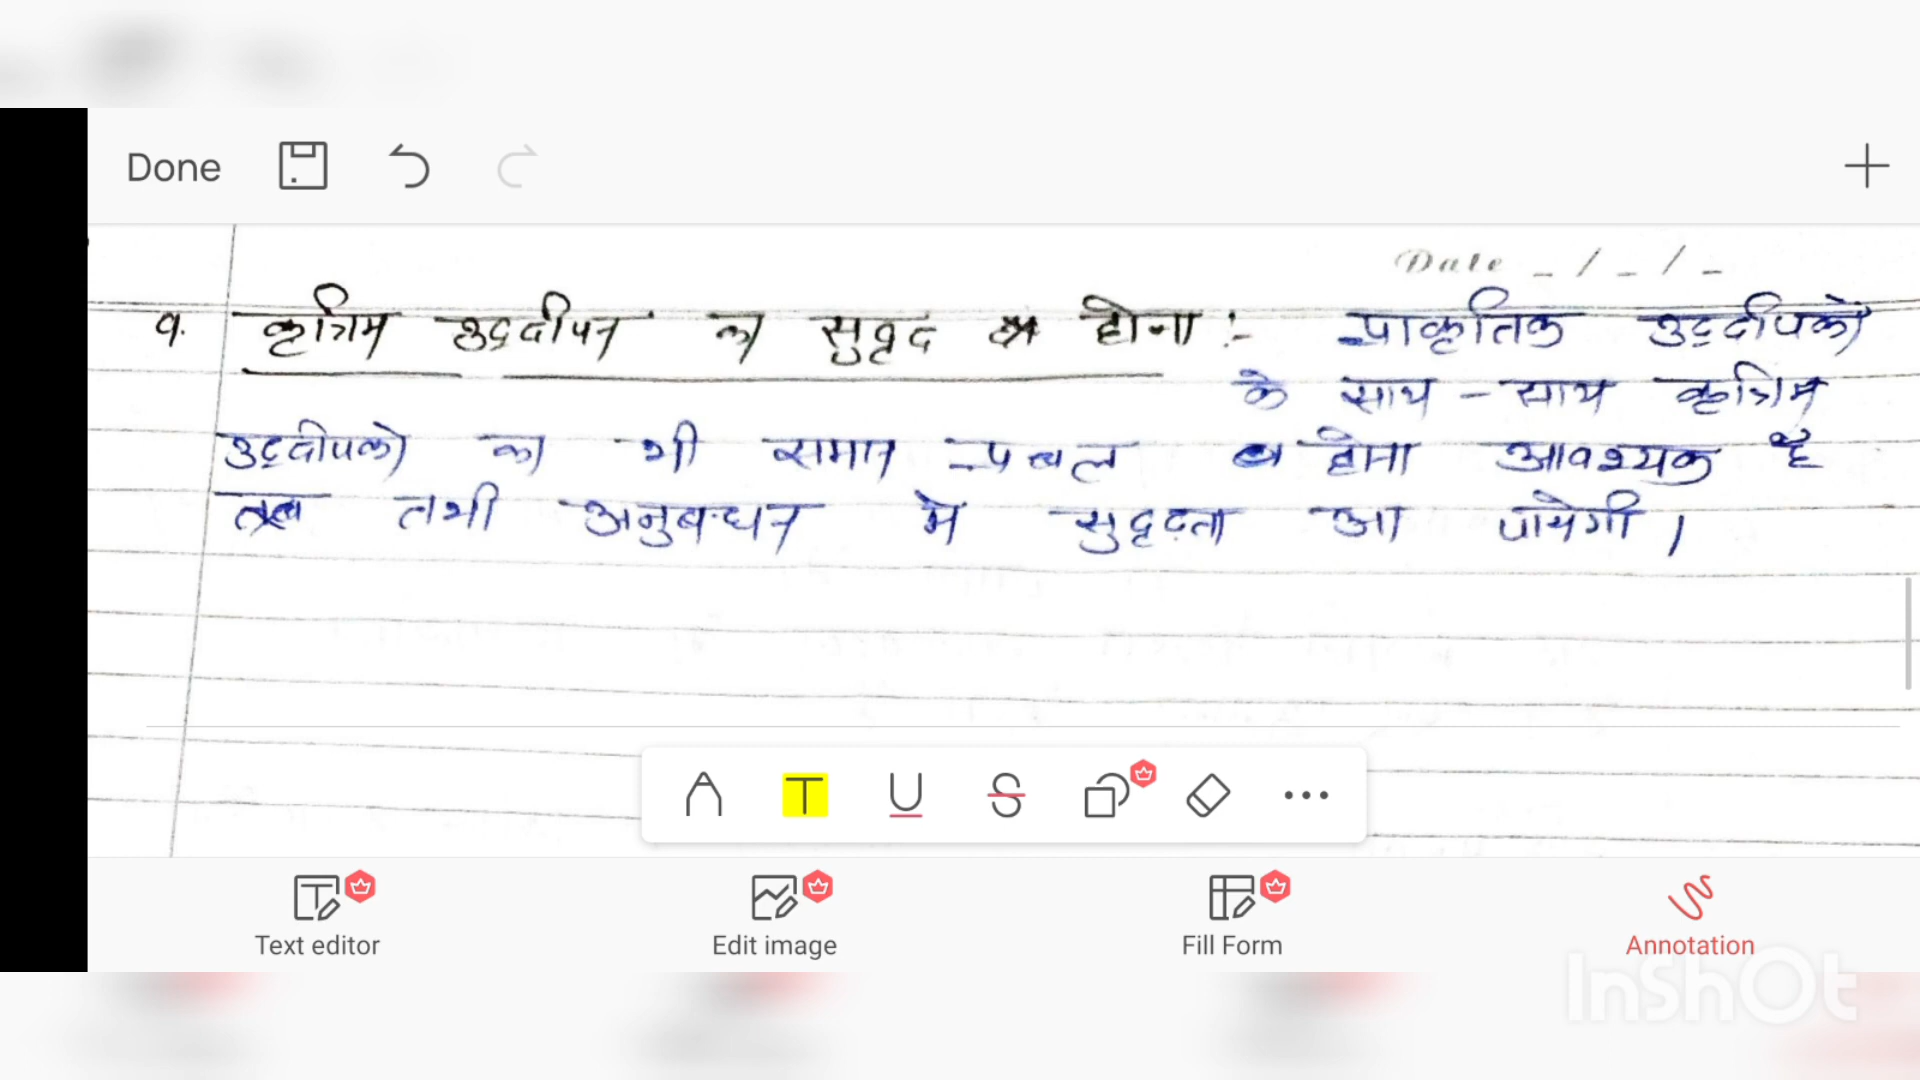 Done
Date _ / _ / _
9. कृत्रिम उद्दीपन का सुदृढ होना :- प्राकृतिक उद्दीपको
के साथ - साथ कृत्रिम
उद्दीपको का भी समान प्रबल होना आवश्यक है
तभी अनुबन्धन मे सुदृढ़ता आ पायेगी ।
T U S
Text editor Edit image Fill Form Annotation
InShOt